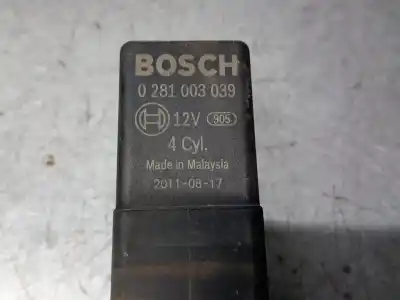 BOSCH
0 281 003 039
12V 905
4 Cyl.
Made in Malaysia
2011-08-17